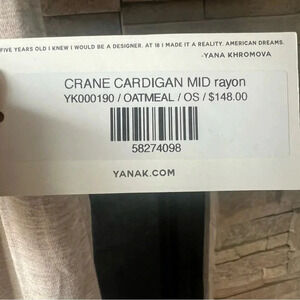 FIVE YEARS OLD I KNEW I WOULD BE A DESIGNER. AT 18 I MADE IT A REALITY. AMERICAN DREAMS.
-YANA KHROMOVA
CRANE CARDIGAN MID rayon
YK000190 / OATMEAL / OS / $148.00
58274098
YANAK.COM